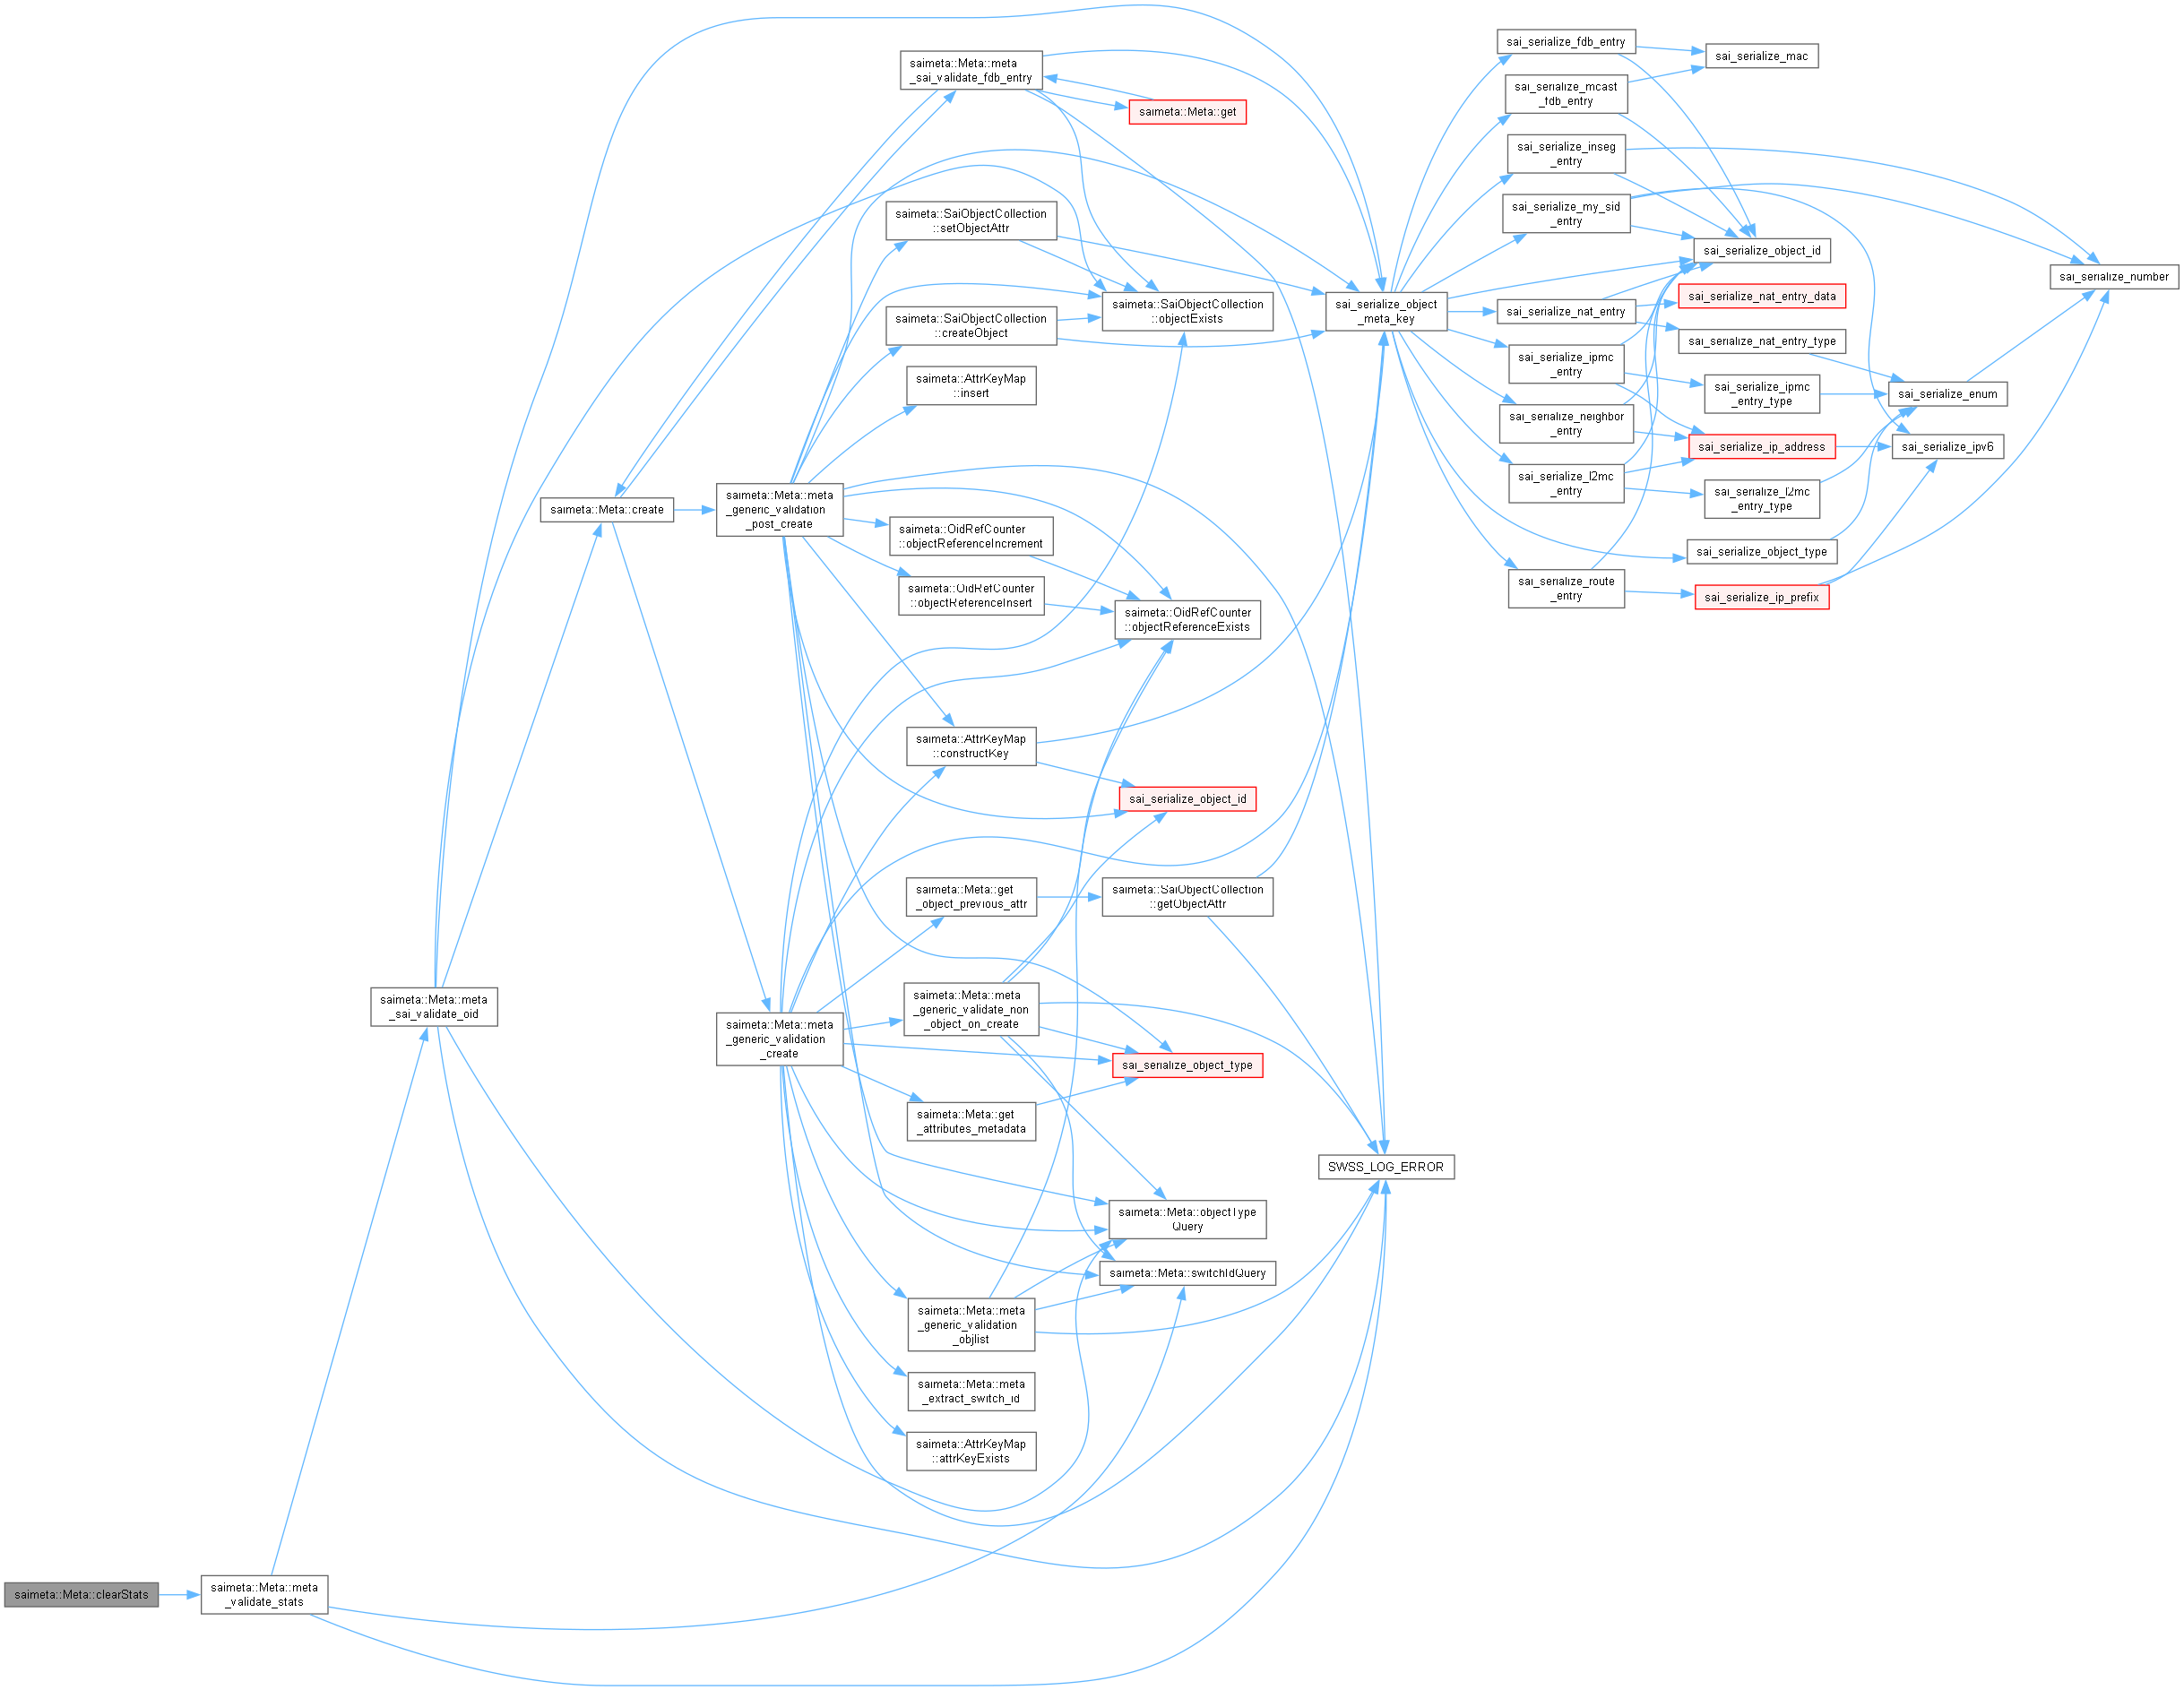 saimeta::Meta::clearStats
saimeta::Meta::meta
_validate_stats
saimeta::Meta::meta
_sai_validate_oid
saimeta::Meta::create
saimeta::Meta::meta
_generic_validation
_post_create
saimeta::Meta::meta
_generic_validation
_create
saimeta::Meta::meta
_sai_validate_fdb_entry
saimeta::SaiObjectCollection
::setObjectAttr
saimeta::SaiObjectCollection
::createObject
saimeta::AttrKeyMap
::insert
saimeta::OidRefCounter
::objectReferenceIncrement
saimeta::OidRefCounter
::objectReferenceInsert
saimeta::AttrKeyMap
::constructKey
saimeta::Meta::get
_object_previous_attr
saimeta::Meta::meta
_generic_validate_non
_object_on_create
saimeta::Meta::get
_attributes_metadata
saimeta::Meta::meta
_generic_validation
_objlist
saimeta::Meta::meta
_extract_switch_id
saimeta::AttrKeyMap
::attrKeyExists
saimeta::Meta::get
saimeta::SaiObjectCollection
::objectExists
saimeta::OidRefCounter
::objectReferenceExists
sai_serialize_object_id
saimeta::SaiObjectCollection
::getObjectAttr
sai_serialize_object_type
saimeta::Meta::objectType
Query
saimeta::Meta::switchIdQuery
sai_serialize_object
_meta_key
SWSS_LOG_ERROR
sai_serialize_fdb_entry
sai_serialize_mcast
_fdb_entry
sai_serialize_inseg
_entry
sai_serialize_my_sid
_entry
sai_serialize_nat_entry
sai_serialize_ipmc
_entry
sai_serialize_neighbor
_entry
sai_serialize_l2mc
_entry
sai_serialize_route
_entry
sai_serialize_mac
sai_serialize_object_id
sai_serialize_nat_entry_data
sai_serialize_nat_entry_type
sai_serialize_ipmc
_entry_type
sai_serialize_ip_address
sai_serialize_l2mc
_entry_type
sai_serialize_object_type
sai_serialize_ip_prefix
sai_serialize_enum
sai_serialize_ipv6
sai_serialize_number